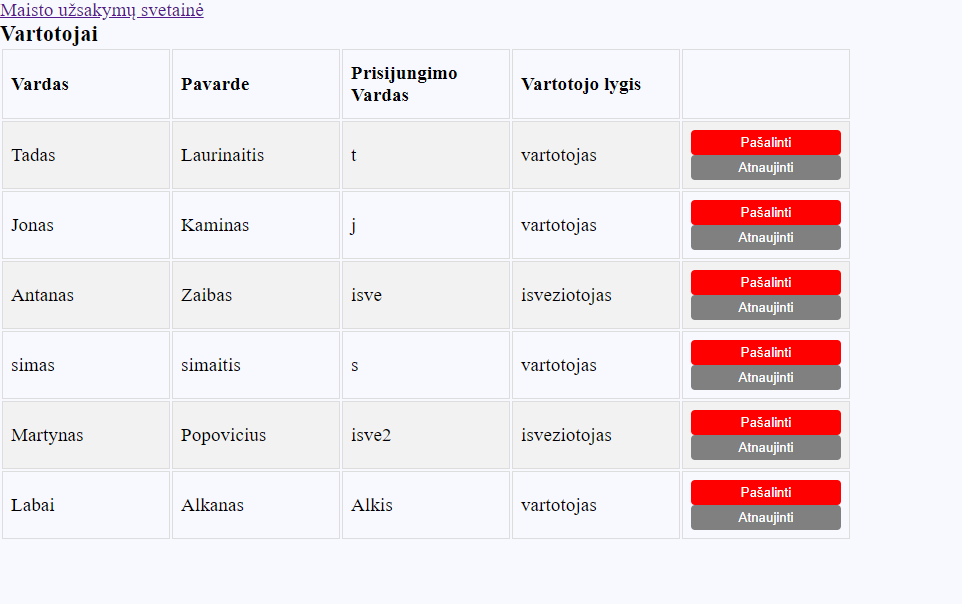 Maisto užsakymų svetainė
Vartotojai
Vardas Pavarde Prisijungimo Vardas Vartotojo lygis
Tadas Laurinaitis t vartotojas Pašalinti
Atnaujinti
Jonas Kaminas j vartotojas Pašalinti
Atnaujinti
Antanas Zaibas isve isveziotojas Pašalinti
Atnaujinti
simas simaitis s vartotojas Pašalinti
Atnaujinti
Martynas Popovicius isve2 isveziotojas Pašalinti
Atnaujinti
Labai Alkanas Alkis vartotojas Pašalinti
Atnaujinti